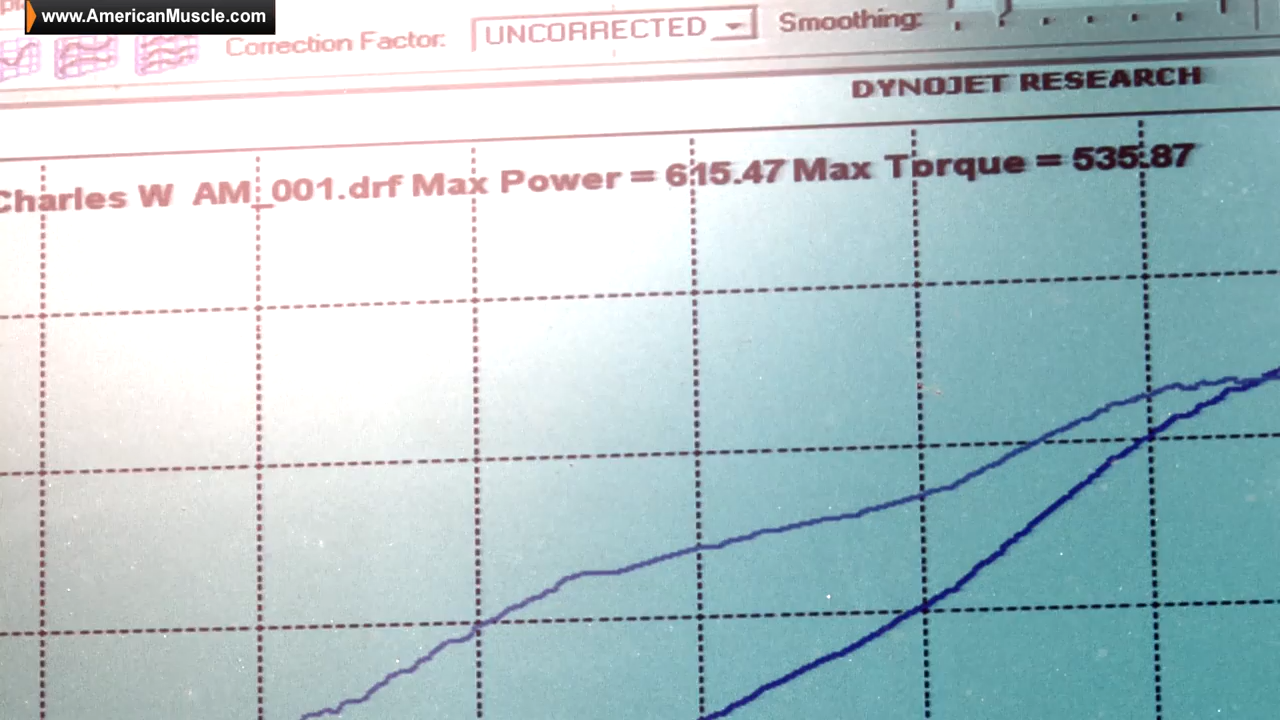 www.AmericanMuscle.com
Correction Factor: UNCORRECTED Smoothing:
DYNOJET RESEARCH
Charles W AM_001.drf Max Power = 615.47 Max Torque = 535.87